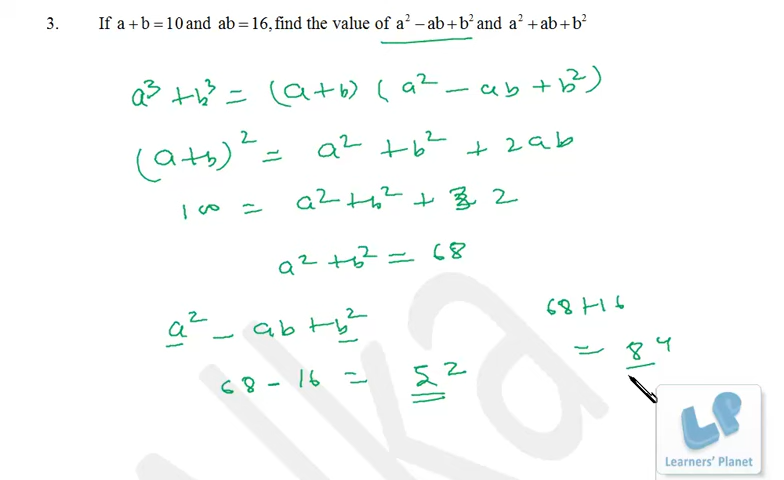 3. If a + b = 10 and ab = 16, find the value of a² − ab + b² and a² + ab + b²
a³ + b³ = (a+b) (a² − ab + b²)
(a+b)² = a² + b² + 2ab
100 = a² + b² + 32
a² + b² = 68
a² − ab + b²
68 − 16 = 52
68+16
= 84
LP
Learners' Planet